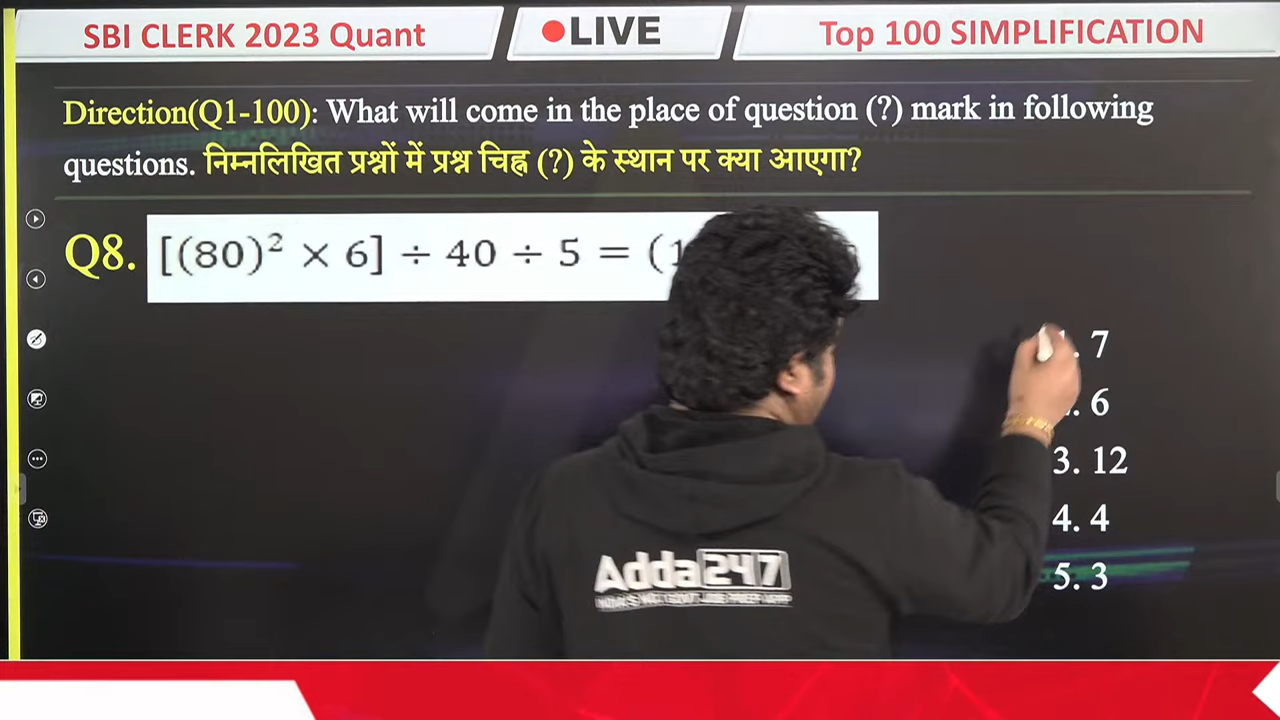 SBI CLERK 2023 Quant
LIVE
Top 100 SIMPLIFICATION
Direction(Q1-100): What will come in the place of question (?) mark in following
questions. निम्नलिखित प्रश्नों में प्रश्न चिह्न (?) के स्थान पर क्या आएगा?
Q8. [(80)² × 6] ÷ 40 ÷ 5 = (1
. 7
. 6
3. 12
4. 4
5. 3
Adda247